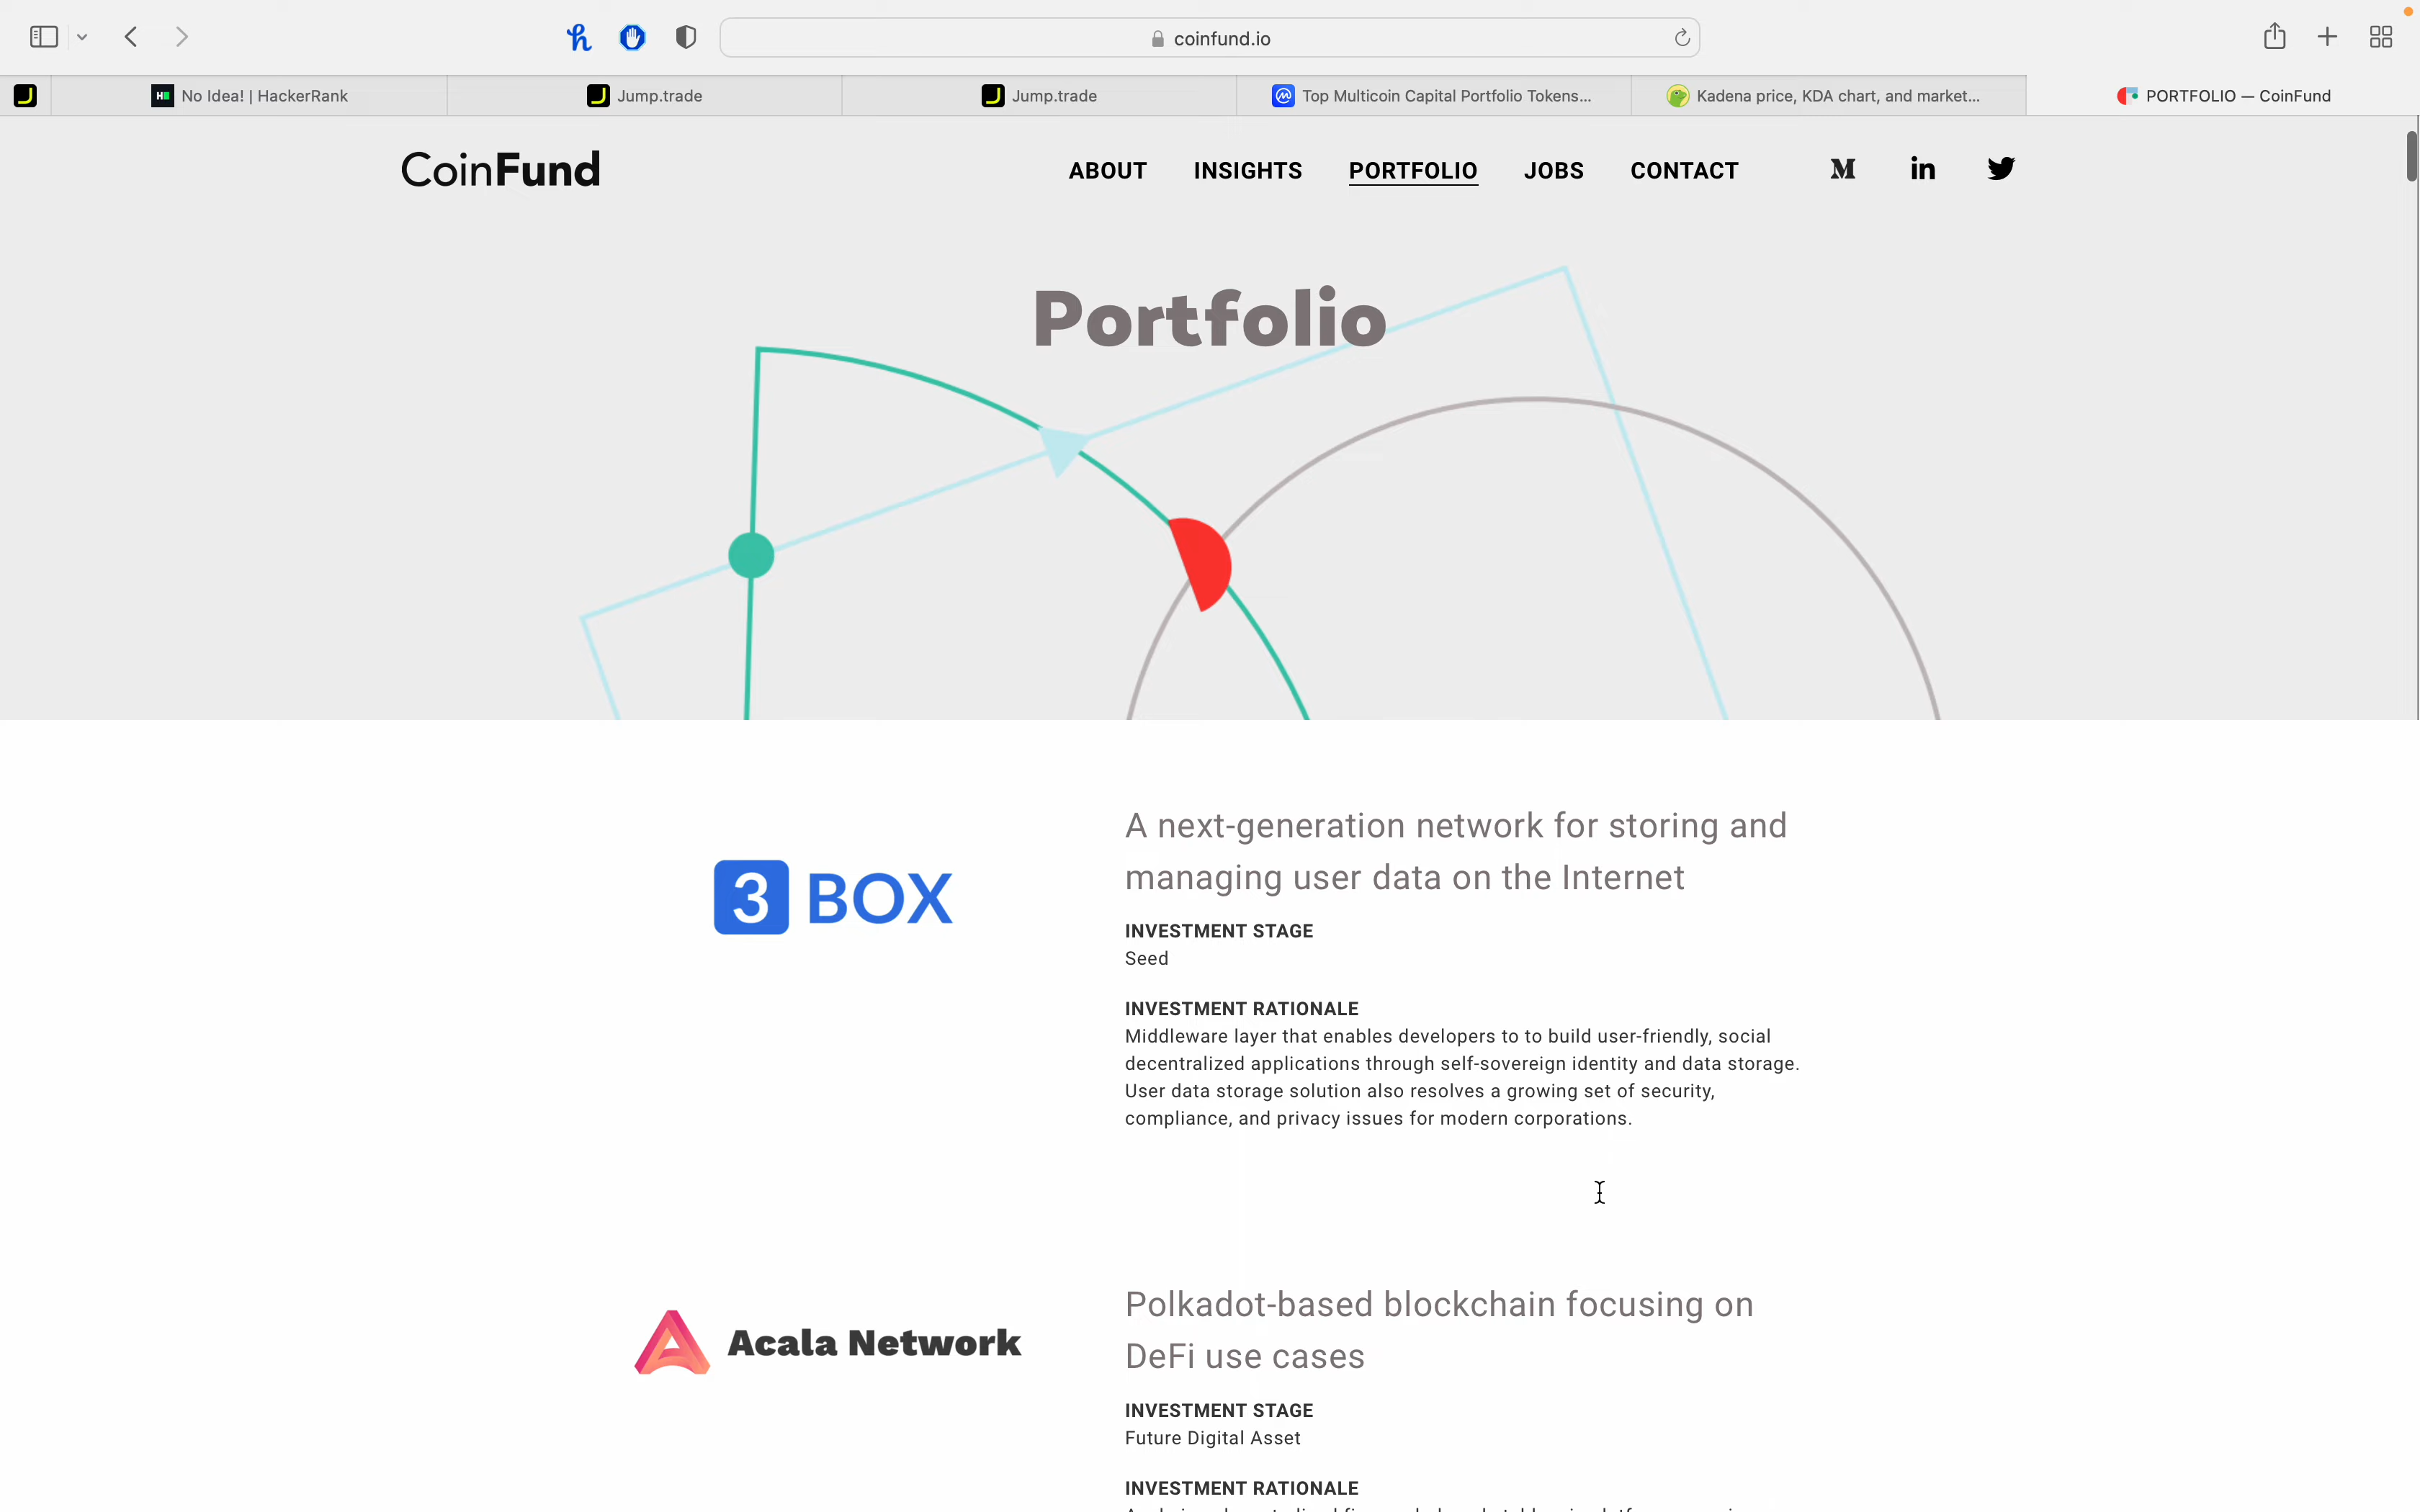 coinfund.io
No Idea! | HackerRank
Jump.trade
Jump.trade
Top Multicoin Capital Portfolio Tokens...
Kadena price, KDA chart, and market...
PORTFOLIO — CoinFund
CoinFund
ABOUT
INSIGHTS
PORTFOLIO
JOBS
CONTACT
Portfolio
3 BOX
A next-generation network for storing and
managing user data on the Internet
INVESTMENT STAGE
Seed
INVESTMENT RATIONALE
Middleware layer that enables developers to to build user-friendly, social
decentralized applications through self-sovereign identity and data storage.
User data storage solution also resolves a growing set of security,
compliance, and privacy issues for modern corporations.
Acala Network
Polkadot-based blockchain focusing on
DeFi use cases
INVESTMENT STAGE
Future Digital Asset
INVESTMENT RATIONALE